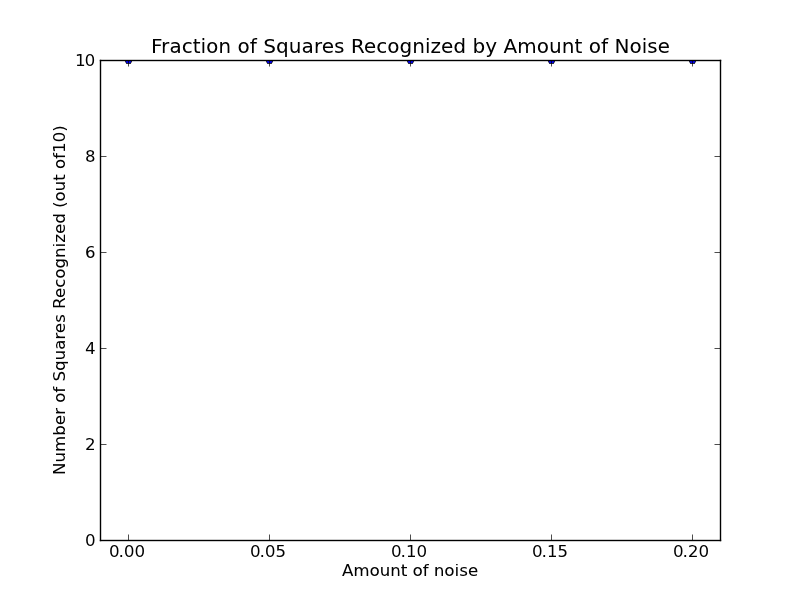 Fraction of Squares Recognized by Amount of Noise
10
8
6
4
2
0
Number of Squares Recognized (out of10)
0.00 0.05 0.10 0.15 0.20
Amount of noise